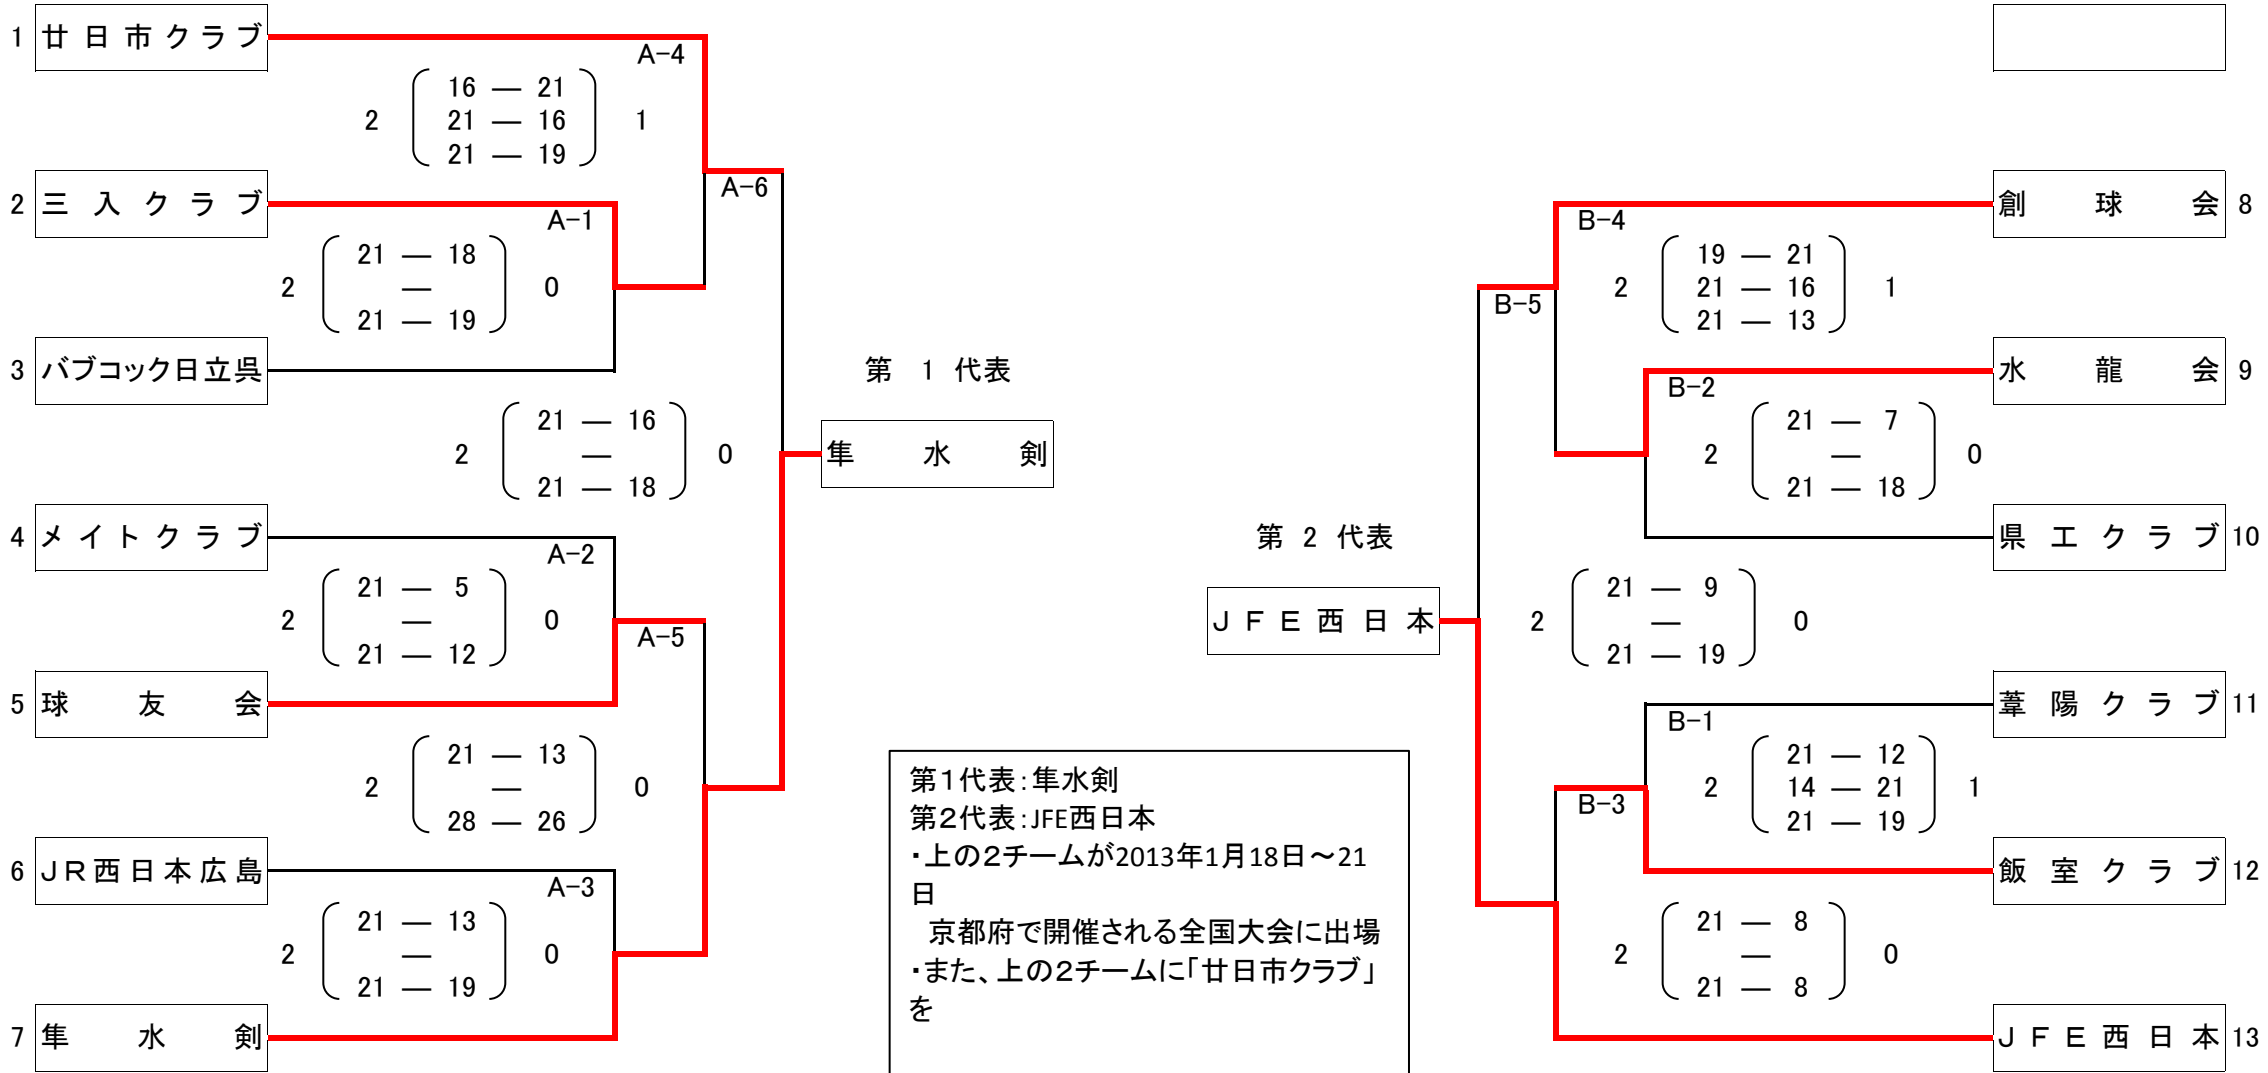 1 廿日市クラブ
A-4
16 — 21
2 21 — 16 1
21 — 19
2 三入クラブ
A-1
21 — 18
2 — 0
21 — 19
3 バブコック日立呉
A-6
21 — 16
2 — 0
21 — 18
第 1 代表
隼水剣
4 メイトクラブ
A-2
21 — 5
2 — 0
21 — 12
5 球友会
A-5
21 — 13
2 — 0
28 — 26
6 JR西日本広島
A-3
21 — 13
2 — 0
21 — 19
7 隼水剣
創球会 8
B-4
19 — 21
2 21 — 16 1
21 — 13
B-5
水龍会 9
B-2
21 — 7
2 — 0
21 — 18
県工クラブ 10
第 2 代表
JFE西日本
21 — 9
2 — 0
21 — 19
葦陽クラブ 11
B-1
21 — 12
2 14 — 21 1
21 — 19
B-3
飯室クラブ 12
21 — 8
2 — 0
21 — 8
JFE西日本 13
第1代表:隼水剣
第2代表:JFE西日本
・上の2チームが2013年1月18日~21
日
京都府で開催される全国大会に出場
・また、上の2チームに「廿日市クラブ」
を